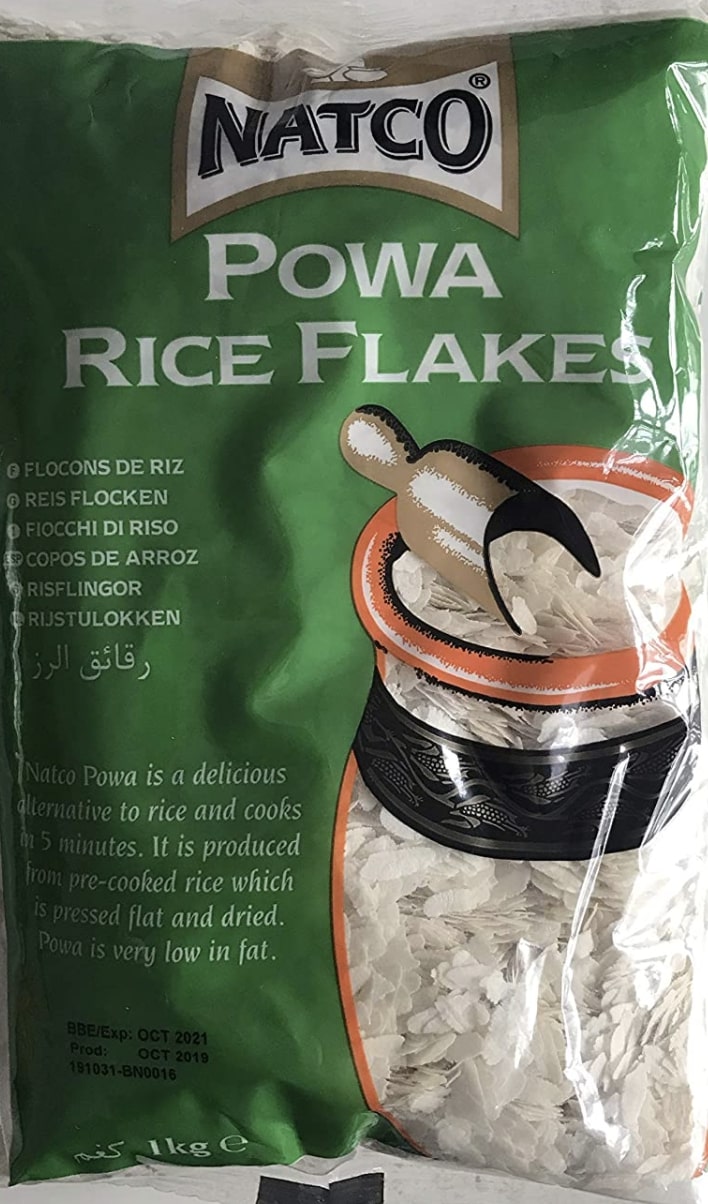 NATCO®
POWA
RICE FLAKES
F FLOCONS DE RIZ
D REIS FLOCKEN
I FIOCCHI DI RISO
ES COPOS DE ARROZ
RISFLINGOR
RIJSTULOKKEN
رقائق الرز
Natco Powa is a delicious
alternative to rice and cooks
in 5 minutes. It is produced
from pre-cooked rice which
is pressed flat and dried.
Powa is very low in fat.
BBE/Exp: OCT 2021
Prod: OCT 2019
191031-BN0016
1kg e كغم